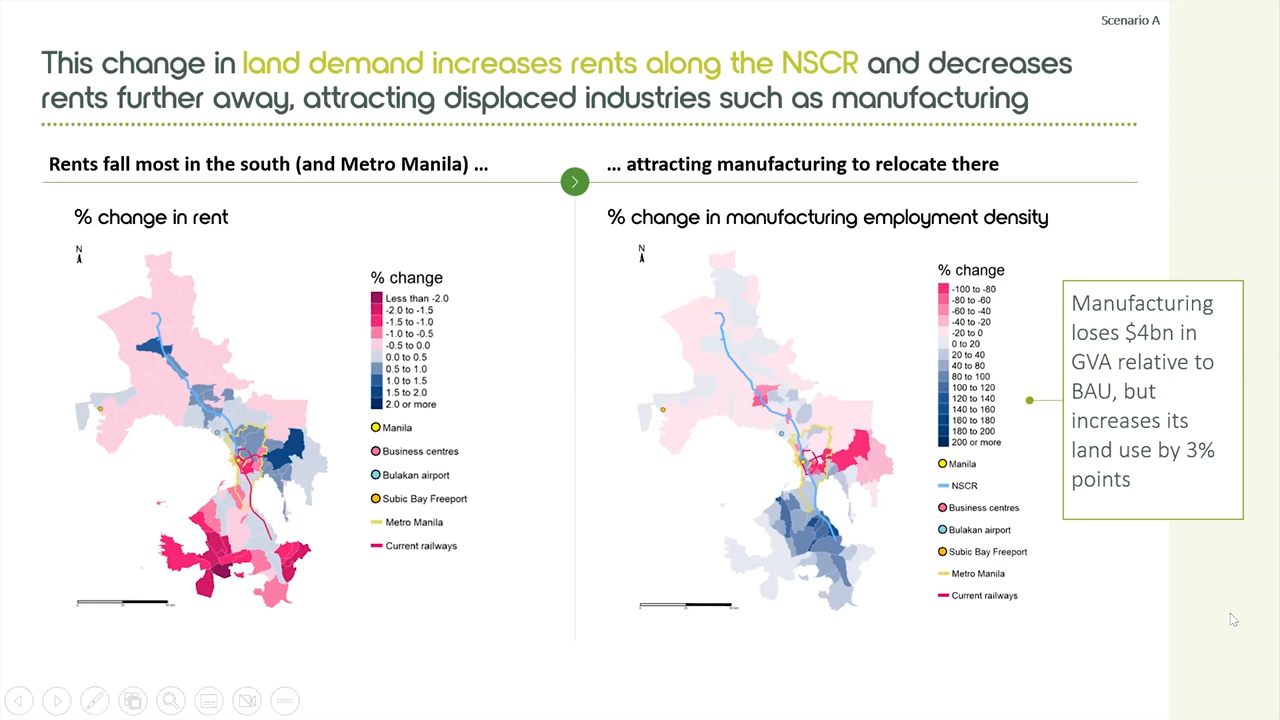 Scenario A
This change in land demand increases rents along the NSCR and decreases
rents further away, attracting displaced industries such as manufacturing
Rents fall most in the south (and Metro Manila) ...
... attracting manufacturing to relocate there
% change in rent
N
% change
Less than -2.0
-2.0 to -1.5
-1.5 to -1.0
-1.0 to -0.5
-0.5 to 0.0
0.0 to 0.5
0.5 to 1.0
1.0 to 1.5
1.5 to 2.0
2.0 or more
Manila
Business centres
Bulakan airport
Subic Bay Freeport
Metro Manila
Current railways
% change in manufacturing employment density
N
% change
-100 to -80
-80 to -60
-60 to -40
-40 to -20
-20 to 0
0 to 20
20 to 40
40 to 80
80 to 100
100 to 120
120 to 140
140 to 160
160 to 180
180 to 200
200 or more
Manila
NSCR
Business centres
Bulakan airport
Subic Bay Freeport
Metro Manila
Current railways
Manufacturing
loses $4bn in
GVA relative to
BAU, but
increases its
land use by 3%
points